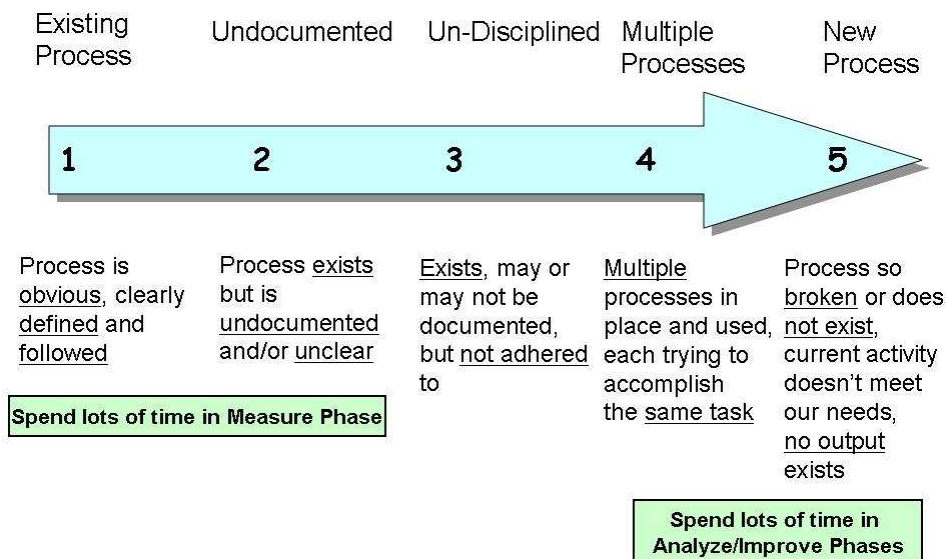 Existing
Process
Undocumented
Un-Disciplined
Multiple
Processes
New
Process
1
2
3
4
5
Process is
obvious, clearly
defined and
followed
Process exists
but is
undocumented
and/or unclear
Exists, may or
may not be
documented,
but not adhered
to
Multiple
processes in
place and used,
each trying to
accomplish
the same task
Process so
broken or does
not exist,
current activity
doesn't meet
our needs,
no output
exists
Spend lots of time in Measure Phase
Spend lots of time in
Analyze/Improve Phases